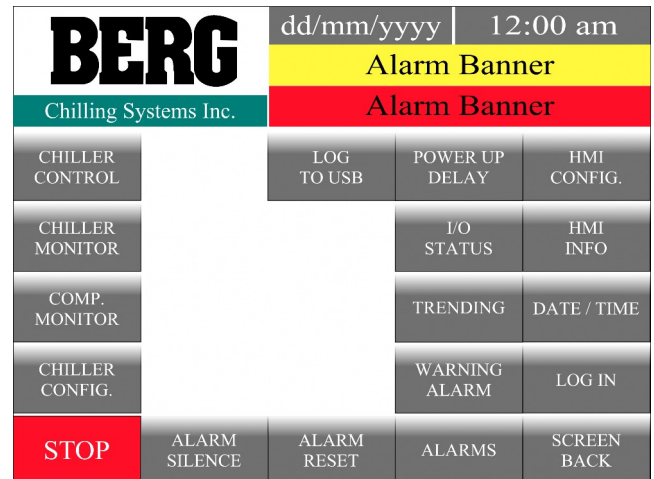 BERG
Chilling Systems Inc.
dd/mm/yyyy
12:00 am
Alarm Banner
Alarm Banner
CHILLER
CONTROL
LOG
TO USB
POWER UP
DELAY
HMI
CONFIG.
CHILLER
MONITOR
I/O
STATUS
HMI
INFO
COMP.
MONITOR
TRENDING
DATE / TIME
CHILLER
CONFIG.
WARNING
ALARM
LOG IN
STOP
ALARM
SILENCE
ALARM
RESET
ALARMS
SCREEN
BACK